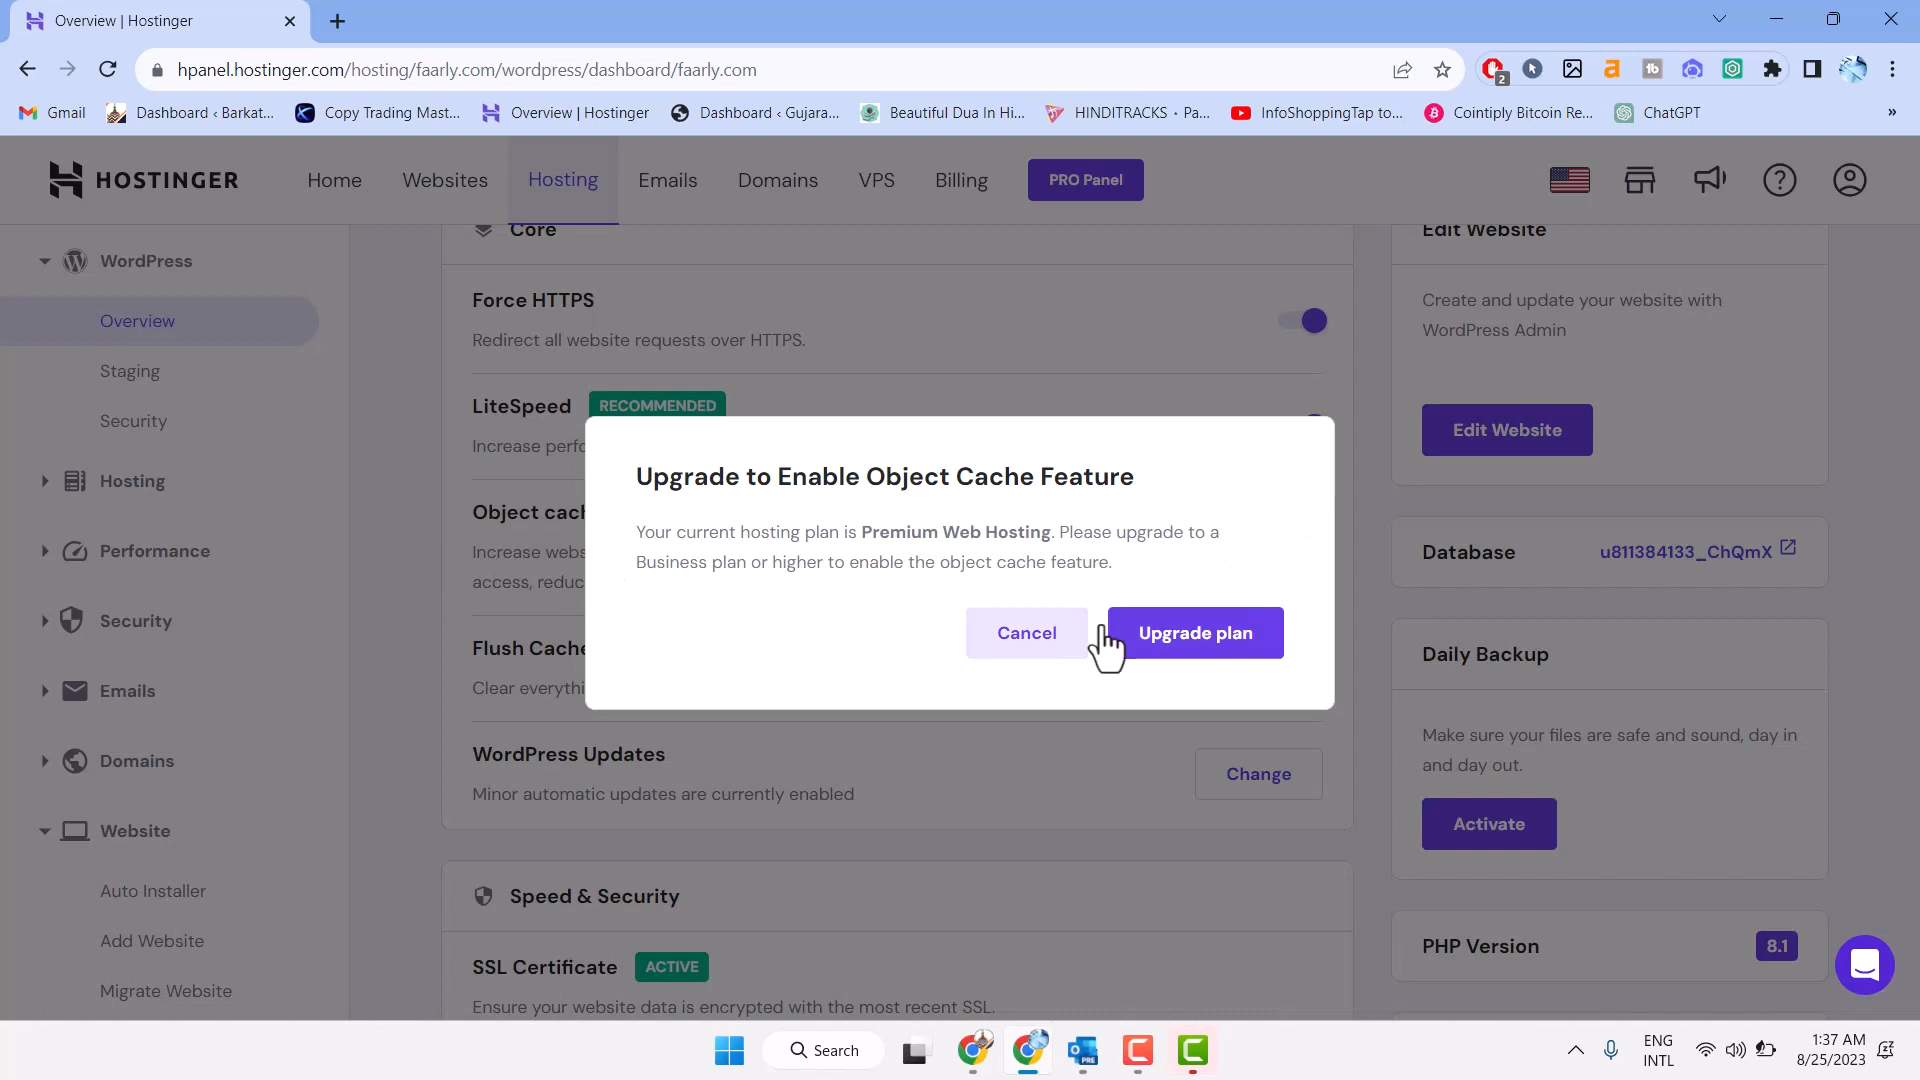 Overview | Hostinger
hpanel.hostinger.com/hosting/faarly.com/wordpress/dashboard/faarly.com
2
Gmail
Dashboard ‹ Barkat...
Copy Trading Mast...
Overview | Hostinger
Dashboard ‹ Gujara...
Beautiful Dua In Hi...
HINDITRACKS • Pa...
InfoShoppingTap to...
Cointiply Bitcoin Re...
ChatGPT
»
HOSTINGER
Home
Websites
Hosting
Emails
Domains
VPS
Billing
PRO Panel
WordPress
Overview
Staging
Security
Hosting
Performance
Security
Emails
Domains
Website
Auto Installer
Add Website
Migrate Website
Core
Force HTTPS
Redirect all website requests over HTTPS.
LiteSpeed RECOMMENDED
Increase perfo
Object cach
Increase webs
access, reduc
Flush Cache
Clear everythi
WordPress Updates
Minor automatic updates are currently enabled
Change
Speed & Security
SSL Certificate ACTIVE
Ensure your website data is encrypted with the most recent SSL.
Upgrade to Enable Object Cache Feature
Your current hosting plan is Premium Web Hosting. Please upgrade to a
Business plan or higher to enable the object cache feature.
Cancel
Upgrade plan
Edit Website
Create and update your website with
WordPress Admin
Edit Website
Database u811384133_ChQmX
Daily Backup
Make sure your files are safe and sound, day in
and day out.
Activate
PHP Version 8.1
Search
PRE
ENG
INTL
1:37 AM
8/25/2023